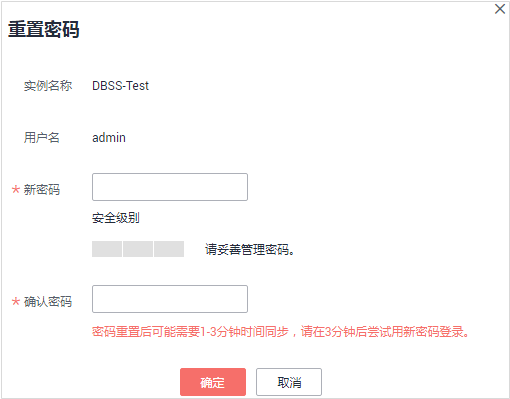 重置密码
实例名称 DBSS-Test
用户名 admin
* 新密码
安全级别
请妥善管理密码。
* 确认密码
密码重置后可能需要1-3分钟时间同步，请在3分钟后尝试用新密码登录。
确定 取消